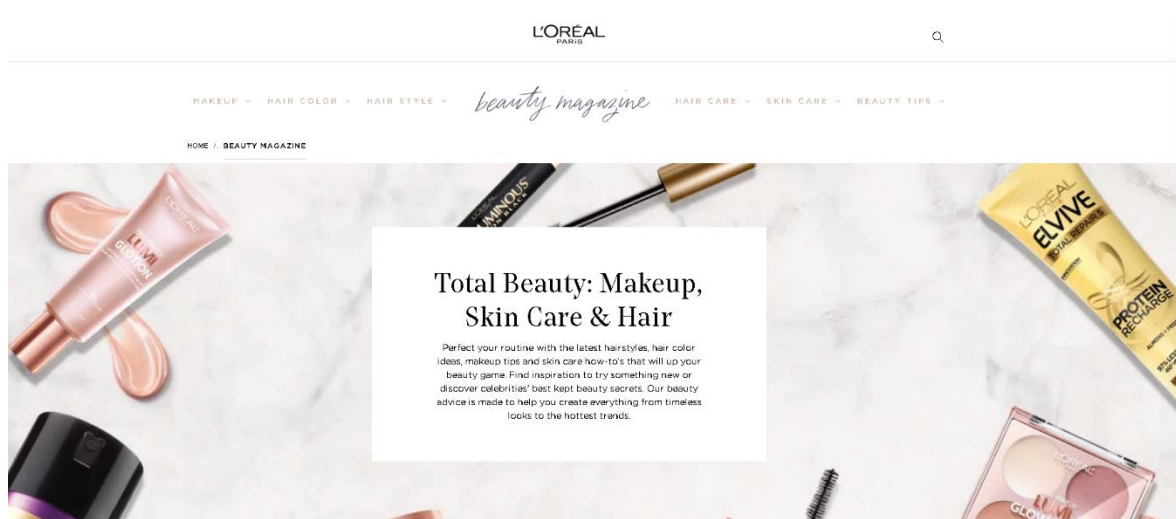 L'ORÉAL
PARIS
MAKEUP HAIR COLOR HAIR STYLE beauty magazine HAIR CARE SKIN CARE BEAUTY TIPS
HOME / BEAUTY MAGAZINE
L'ORÉAL
LUMI
GLOTION
L'ORÉAL
L'ORÉAL
ELVIVE
TOTAL REPAIR 5
PROTEIN
RECHARGE
Total Beauty: Makeup,
Skin Care & Hair
Perfect your routine with the latest hairstyles, hair color
ideas, makeup tips and skin care how-to's that will up your
beauty game. Find inspiration to try something new or
discover celebrities' best kept beauty secrets. Our beauty
advice is made to help you create everything from timeless
looks to the hottest trends.
L'ORÉAL
LUMI